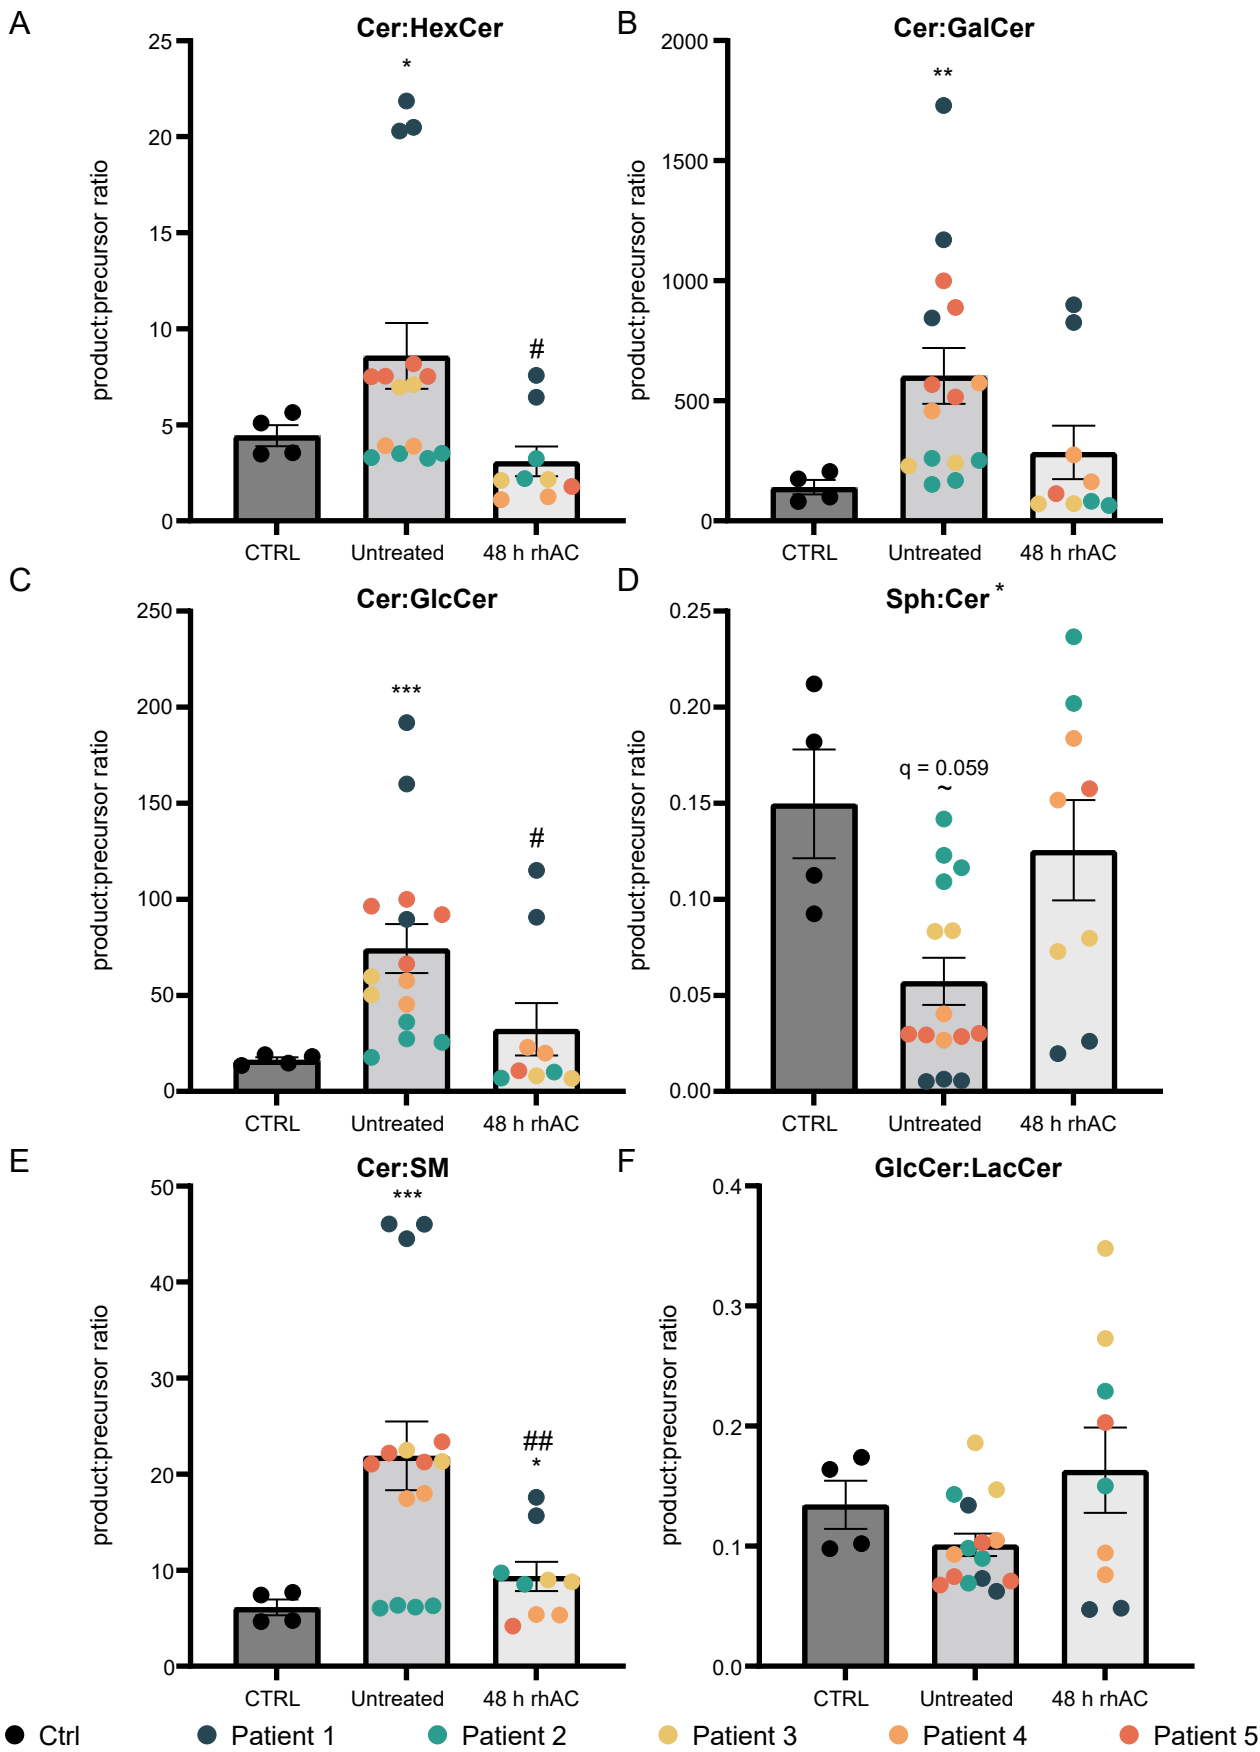 A
Cer:HexCer
*
#
product:precursor ratio
25
20
15
10
5
0
CTRL
Untreated
48 h rhAC
B
Cer:GalCer
**
product:precursor ratio
2000
1500
1000
500
0
CTRL
Untreated
48 h rhAC
C
Cer:GlcCer
***
#
product:precursor ratio
250
200
150
100
50
0
CTRL
Untreated
48 h rhAC
D
Sph:Cer *
q = 0.059
~
product:precursor ratio
0.25
0.20
0.15
0.10
0.05
0.00
CTRL
Untreated
48 h rhAC
E
Cer:SM
***
##
*
product:precursor ratio
50
40
30
20
10
0
CTRL
Untreated
48 h rhAC
F
GlcCer:LacCer
product:precursor ratio
0.4
0.3
0.2
0.1
0.0
CTRL
Untreated
48 h rhAC
Ctrl
Patient 1
Patient 2
Patient 3
Patient 4
Patient 5